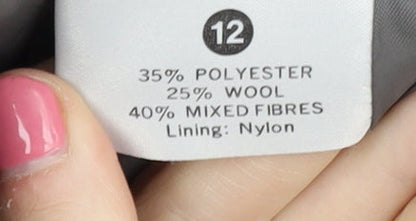 12
35% POLYESTER
25% WOOL
40% MIXED FIBRES
Lining: Nylon